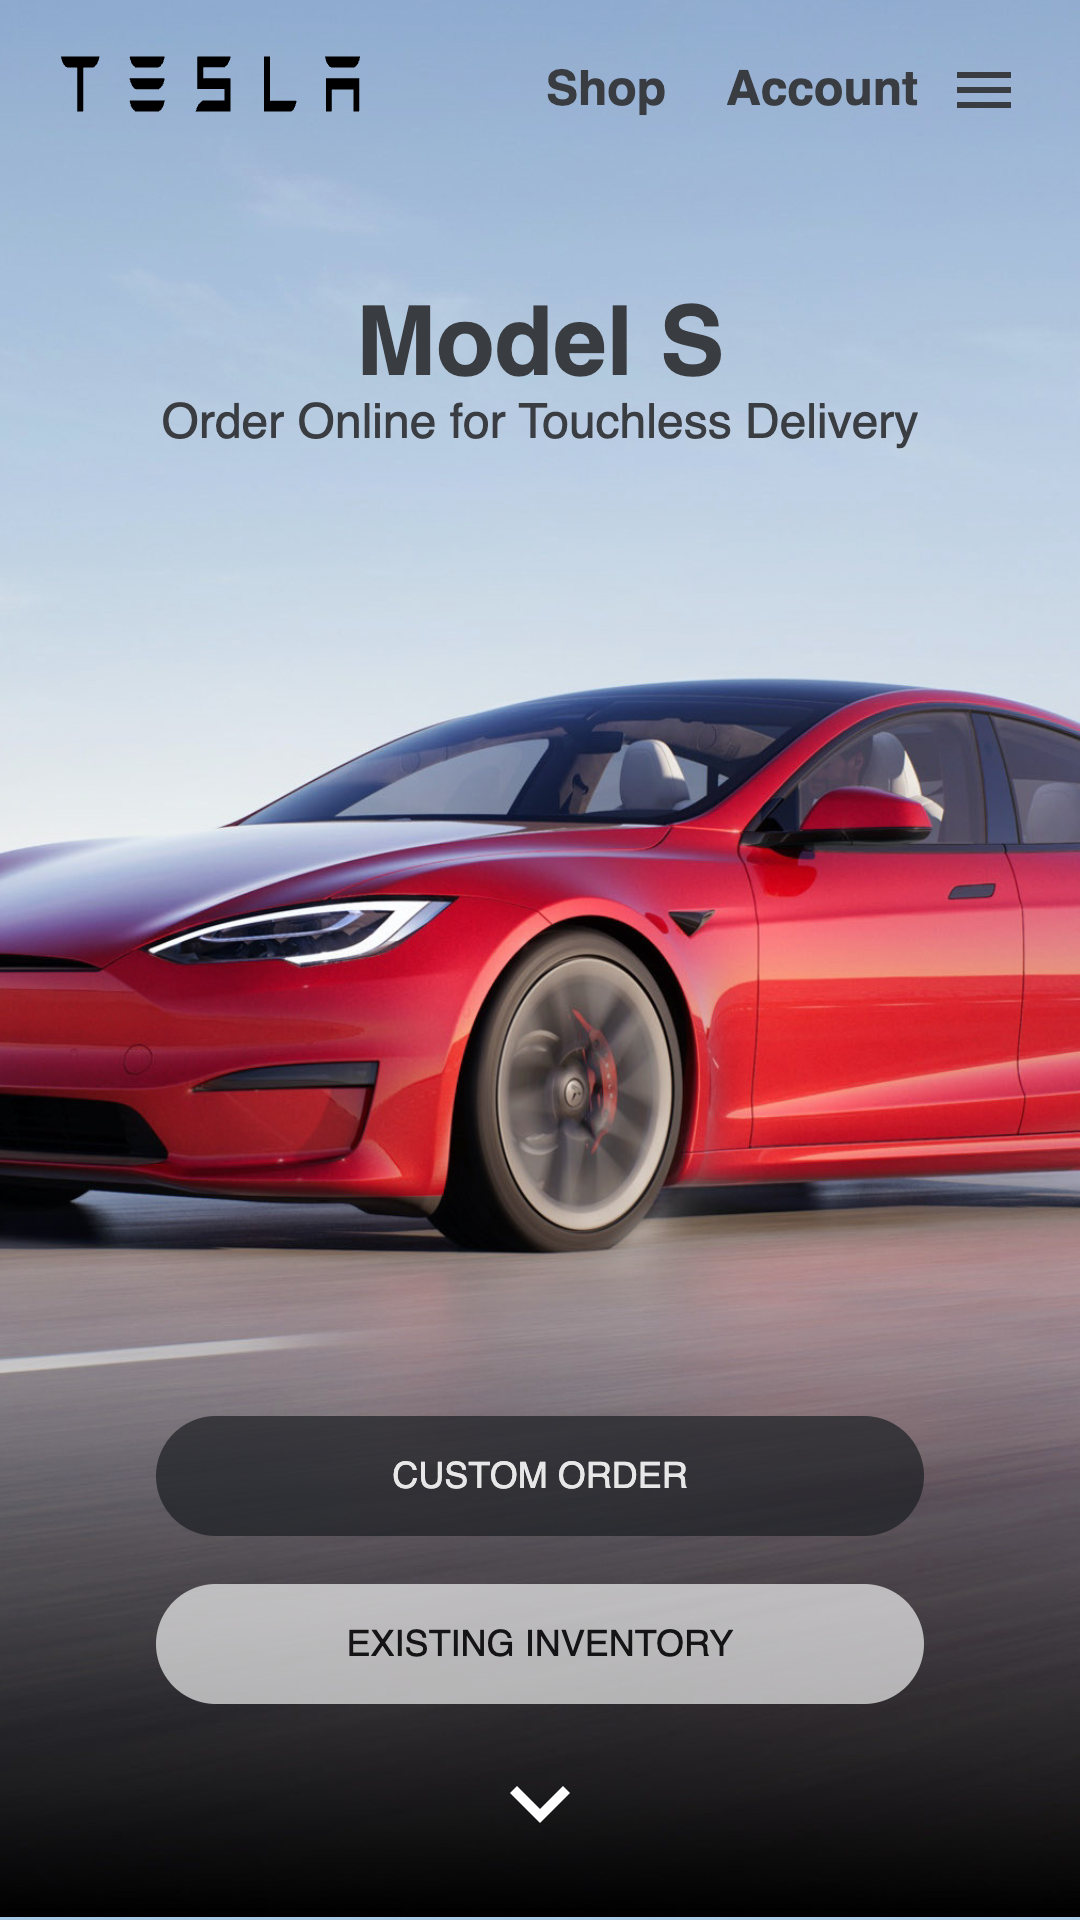 TESLA
Shop Account
Model S
Order Online for Touchless Delivery
CUSTOM ORDER
EXISTING INVENTORY